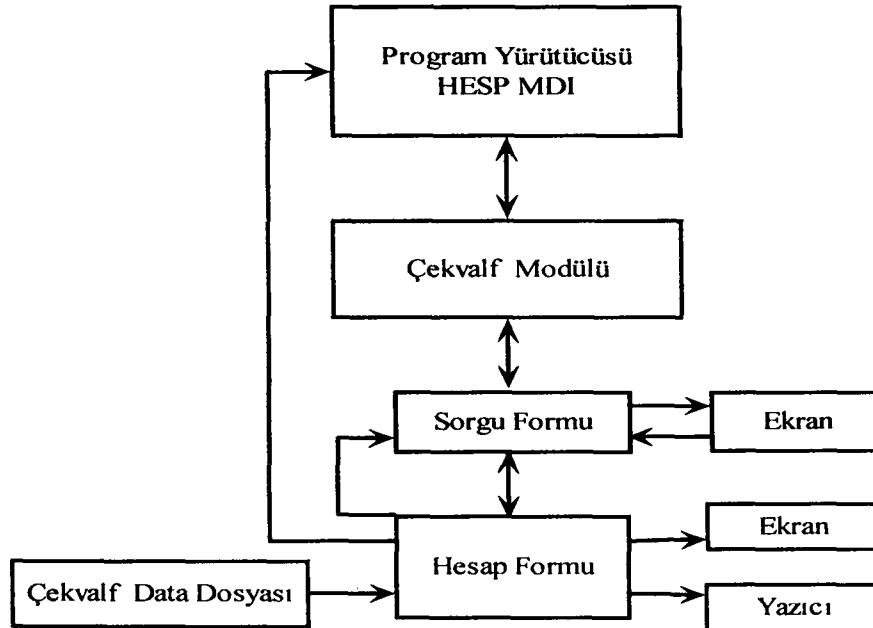 Program Yürütücüsü
HESP MDI
Çekvalf Modülü
Sorgu Formu
Ekran
Ekran
Hesap Formu
Çekvalf Data Dosyası
Yazıcı